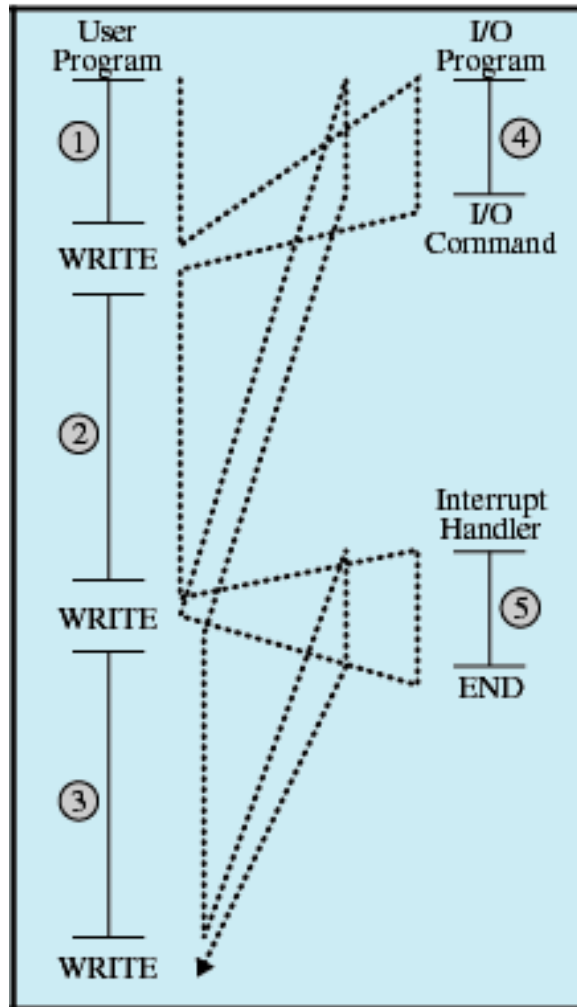 User
Program
I/O
Program
1
4
WRITE
I/O
Command
2
Interrupt
Handler
WRITE
5
END
3
WRITE